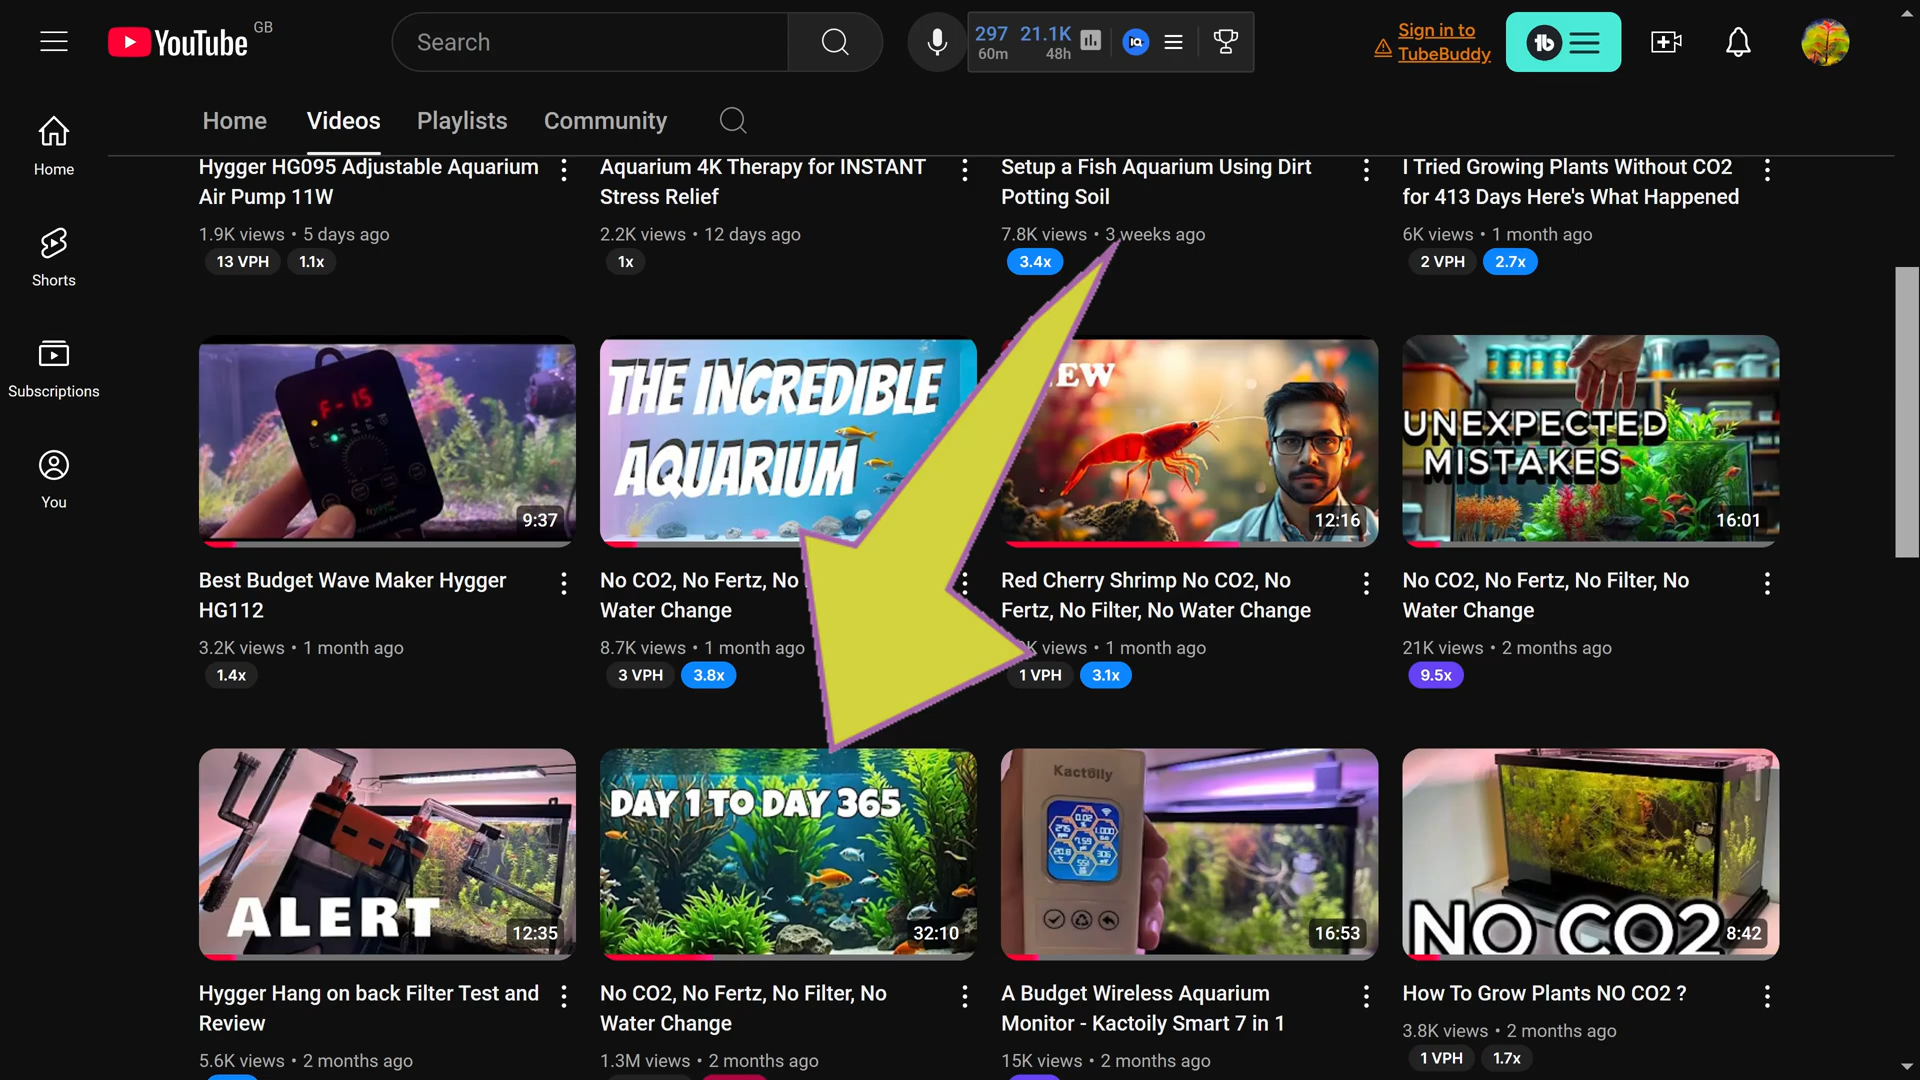 YouTube GB
Search
297 21.1K
60m 48h
Sign in to
TubeBuddy
Home Videos Playlists Community
Home
Shorts
Subscriptions
You
Hygger HG095 Adjustable Aquarium
Air Pump 11W
1.9K views • 5 days ago
13 VPH 1.1x
Aquarium 4K Therapy for INSTANT
Stress Relief
2.2K views • 12 days ago
1x
Setup a Fish Aquarium Using Dirt
Potting Soil
7.8K views • 3 weeks ago
3.4x
I Tried Growing Plants Without CO2
for 413 Days Here's What Happened
6K views • 1 month ago
2 VPH 2.7x
F-15
9:37
Best Budget Wave Maker Hygger
HG112
3.2K views • 1 month ago
1.4x
THE INCREDIBLE
AQUARIUM
No CO2, No Fertz, No
Water Change
8.7K views • 1 month ago
3 VPH 3.8x
EW
12:16
Red Cherry Shrimp No CO2, No
Fertz, No Filter, No Water Change
K views • 1 month ago
1 VPH 3.1x
UNEXPECTED
MISTAKES
16:01
No CO2, No Fertz, No Filter, No
Water Change
21K views • 2 months ago
9.5x
ALERT
12:35
Hygger Hang on back Filter Test and
Review
5.6K views • 2 months ago
DAY 1 TO DAY 365
32:10
No CO2, No Fertz, No Filter, No
Water Change
1.3M views • 2 months ago
Kactoily
16:53
A Budget Wireless Aquarium
Monitor - Kactoily Smart 7 in 1
15K views • 2 months ago
NO CO2
8:42
How To Grow Plants NO CO2 ?
3.8K views • 2 months ago
1 VPH 1.7x